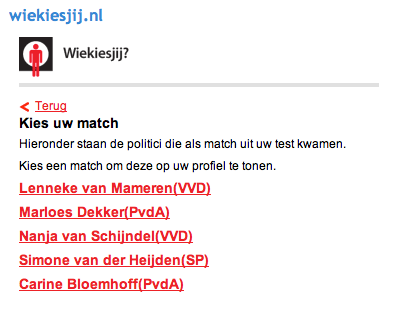 wiekiesjij.nl
Wiekiesjij?
< Terug
Kies uw match
Hieronder staan de politici die als match uit uw test kwamen.
Kies een match om deze op uw profiel te tonen.
Lenneke van Mameren(VVD)
Marloes Dekker(PvdA)
Nanja van Schijndel(VVD)
Simone van der Heijden(SP)
Carine Bloemhoff(PvdA)